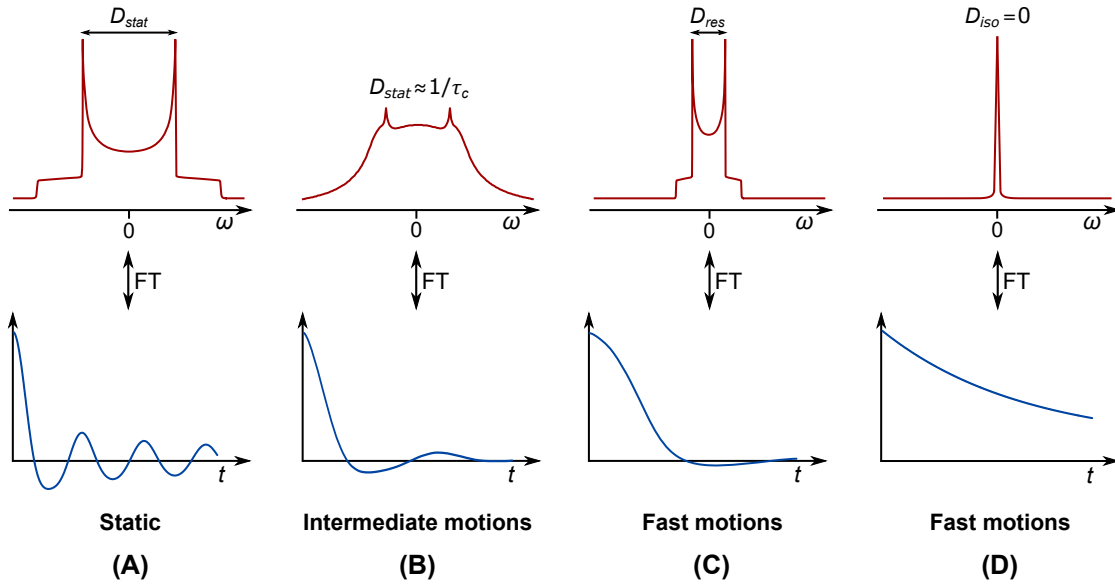 D_stat
D_res
D_iso = 0
D_stat ≈ 1/τ_c
0 ω
0 ω
0 ω
0 ω
FT
FT
FT
FT
t
t
t
t
Static
Intermediate motions
Fast motions
Fast motions
(A)
(B)
(C)
(D)